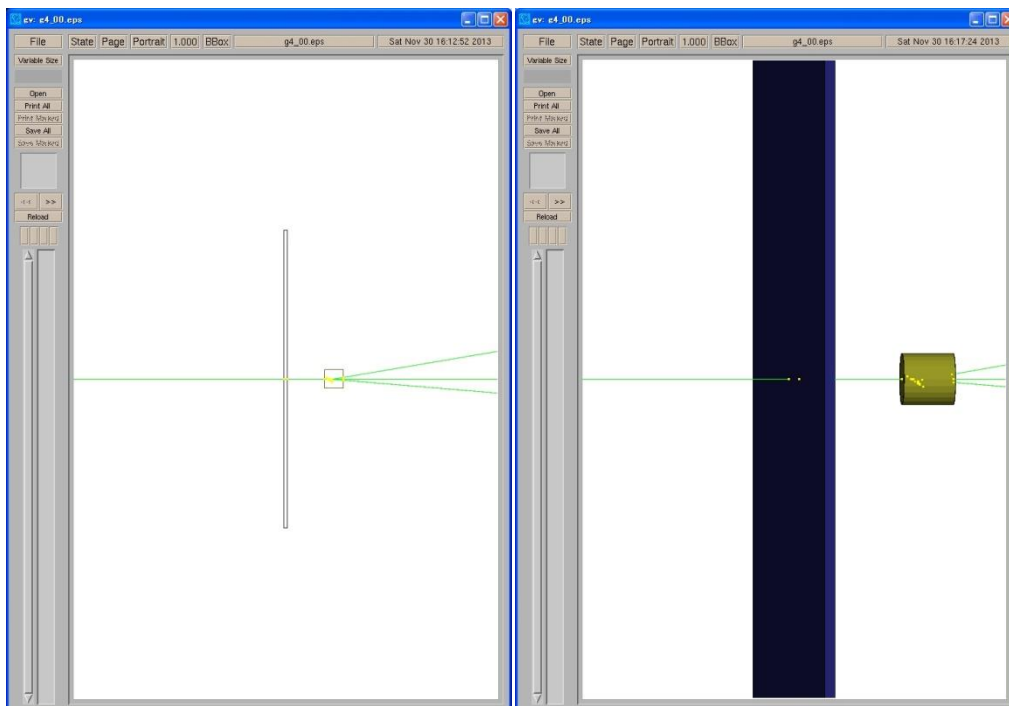 gv: g4_00.eps
File State Page Portrait 1.000 BBox g4_00.eps Sat Nov 30 16:12:52 2013
Variable Size
Open
Print All
Print Marked
Save All
Save Marked
<< >>
Reload
gv: g4_00.eps
File State Page Portrait 1.000 BBox g4_00.eps Sat Nov 30 16:17:24 2013
Variable Size
Open
Print All
Print Marked
Save All
Save Marked
<< >>
Reload